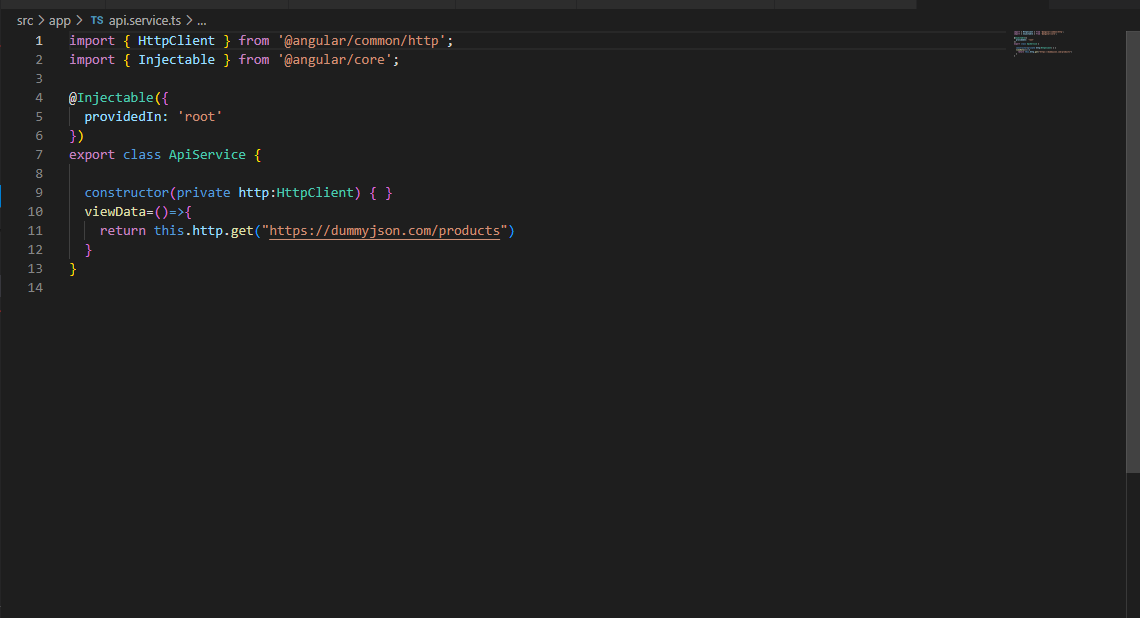 src > app > TS api.service.ts > ...
1 import { HttpClient } from '@angular/common/http';
2 import { Injectable } from '@angular/core';
3
4 @Injectable({
5   providedIn: 'root'
6 })
7 export class ApiService {
8
9   constructor(private http:HttpClient) { }
10   viewData=()=>{
11     return this.http.get("https://dummyjson.com/products")
12   }
13 }
14